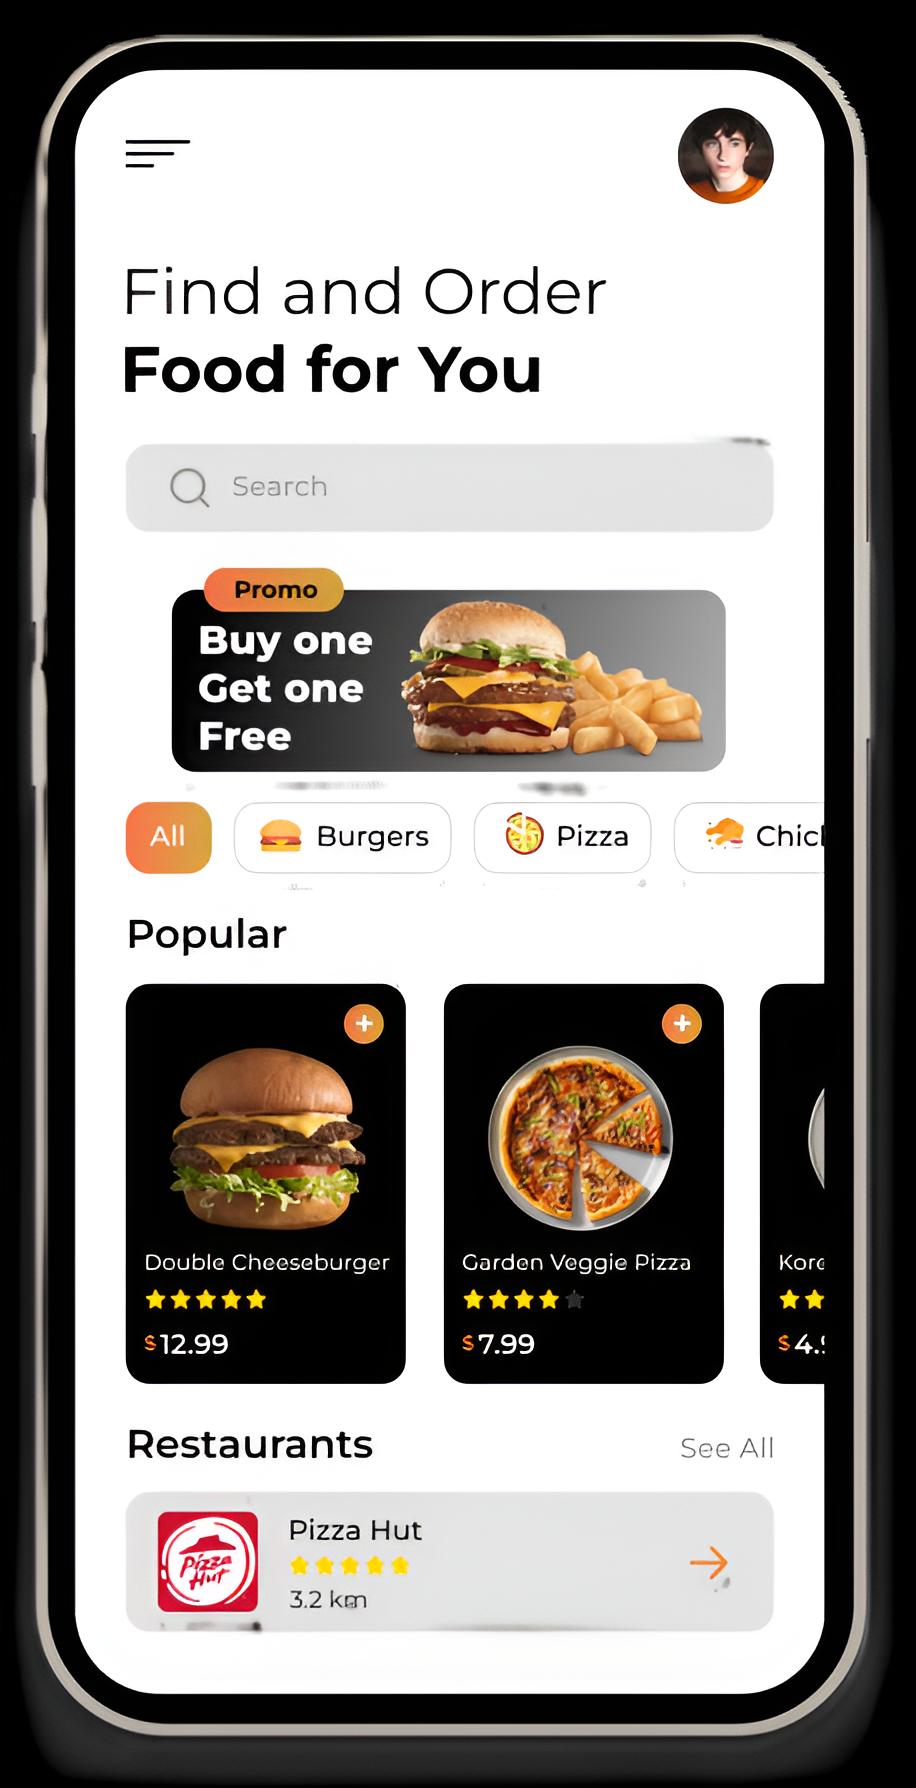 Find and Order
Food for You
Search
Promo
Buy one
Get one
Free
All
Burgers
Pizza
Chic
Popular
Double Cheeseburger
Garden Veggie Pizza
Kore
$12.99
$7.99
$4.9
Restaurants
See All
Pizza Hut
Pizza Hut
3.2 km